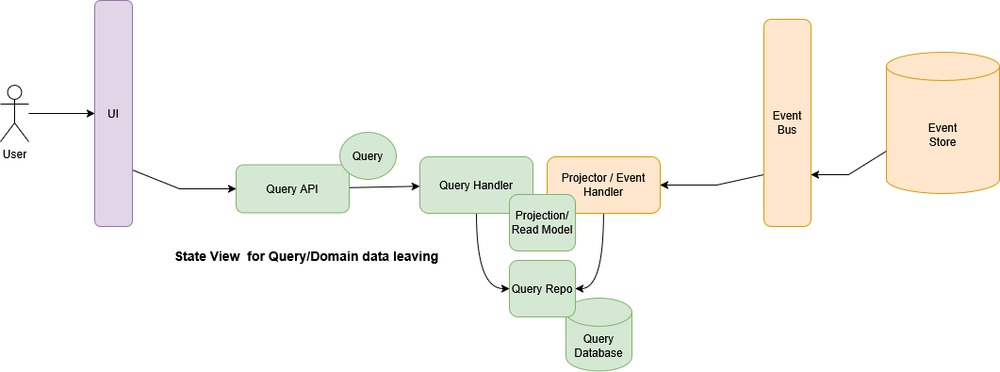 User
UI
Query API
Query
Query Handler
Projector / Event
Handler
Projection/
Read Model
Query Repo
Query
Database
Event
Bus
Event
Store
State View  for Query/Domain data leaving